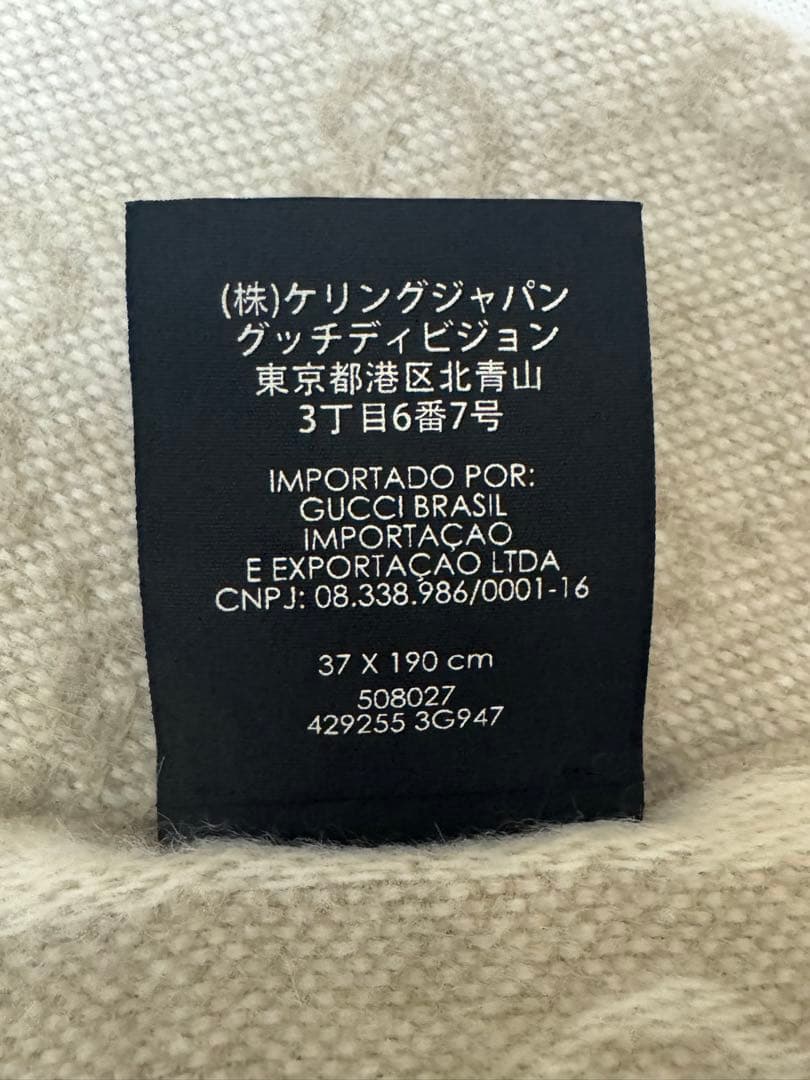 (株)ケリングジャパン
グッチディビジョン
東京都港区北青山
3丁目6番7号
IMPORTADO POR:
GUCCI BRASIL
IMPORTAÇAO
E EXPORTAÇAO LTDA
CNPJ: 08.338.986/0001-16
37 X 190 cm
508027
429255 3G947